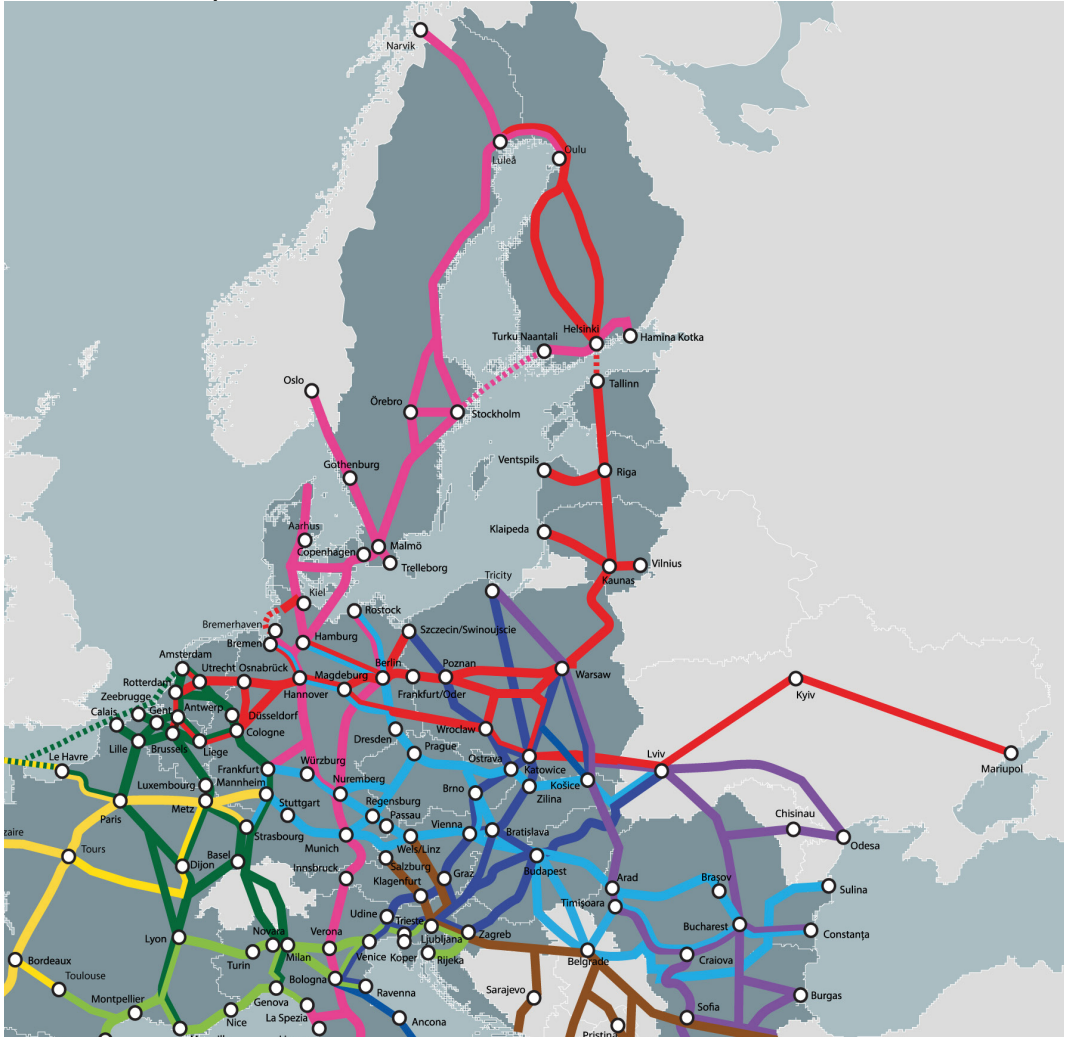 Narvik
Luleå
Oulu
Helsinki
Turku Naantali
Hamina Kotka
Tallinn
Oslo
Örebro
Stockholm
Ventspils
Riga
Gothenburg
Klaipeda
Aarhus
Copenhagen
Malmö
Trelleborg
Kaunas
Vilnius
Tricity
Kiel
Rostock
Bremerhaven
Szczecin/Swinoujscie
Bremen
Hamburg
Amsterdam
Utrecht
Osnabrück
Berlin
Poznan
Magdeburg
Warsaw
Rotterdam
Hannover
Frankfurt/Oder
Kyiv
Zeebrugge
Calais
Gent
Antwerp
Düsseldorf
Cologne
Wroclaw
Lille
Brussels
Liege
Dresden
Prague
Lviv
Mariupol
Le Havre
Luxembourg
Frankfurt
Mannheim
Würzburg
Nuremberg
Ostrava
Katowice
Brno
Zilina
Košice
Paris
Metz
Stuttgart
Regensburg
Passau
Strasbourg
Munich
Wels/Linz
Vienna
Bratislava
Chisinau
Odesa
zaire
Tours
Dijon
Basel
Salzburg
Innsbruck
Klagenfurt
Graz
Budapest
Arad
Brașov
Sulina
Timișoara
Udine
Trieste
Bucharest
Constanța
Lyon
Novara
Verona
Ljubljana
Zagreb
Turin
Milan
Venice
Koper
Rijeka
Belgrade
Craiova
Bordeaux
Toulouse
Bologna
Ravenna
Sarajevo
Montpellier
Genova
Burgas
Nice
La Spezia
Ancona
Sofia
Pristina